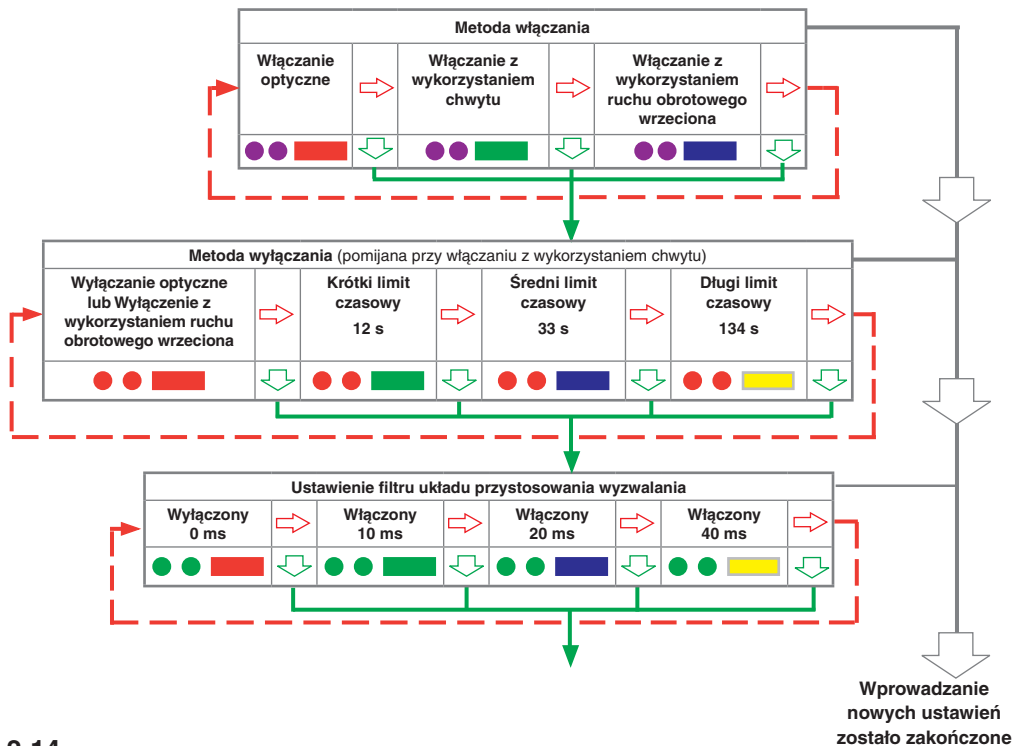 Metoda włączania
Włączanie
optyczne
Włączanie z
wykorzystaniem
chwytu
Włączanie z
wykorzystaniem
ruchu obrotowego
wrzeciona
Metoda wyłączania (pomijana przy włączaniu z wykorzystaniem chwytu)
Wyłączanie optyczne
lub Wyłączenie z
wykorzystaniem ruchu
obrotowego wrzeciona
Krótki limit
czasowy
12 s
Średni limit
czasowy
33 s
Długi limit
czasowy
134 s
Ustawienie filtru układu przystosowania wyzwalania
Wyłączony
0 ms
Włączony
10 ms
Włączony
20 ms
Włączony
40 ms
Wprowadzanie
nowych ustawień
zostało zakończone